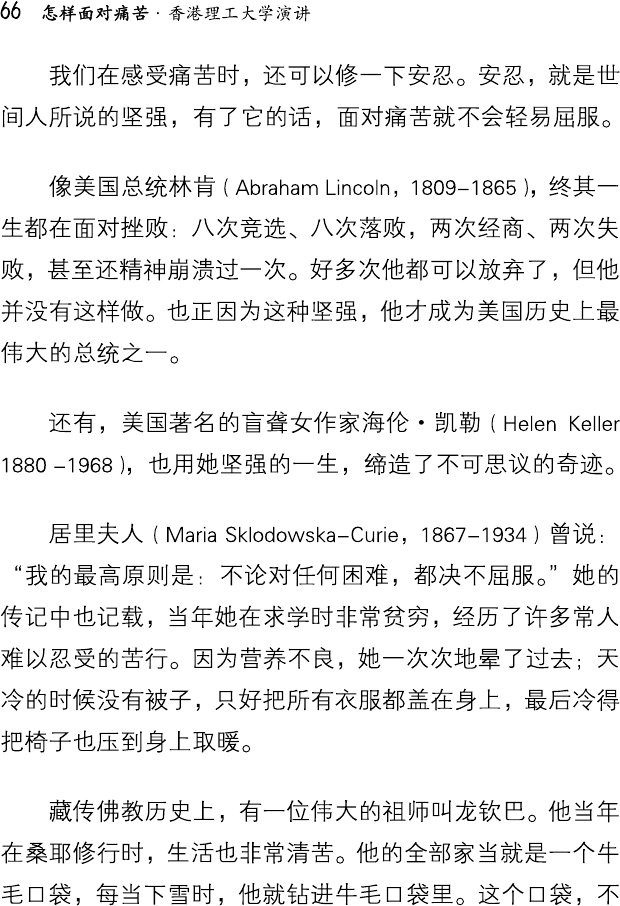 66 怎样面对痛苦·香港理工大学演讲
我们在感受痛苦时，还可以修一下安忍。安忍，就是世
间人所说的坚强，有了它的话，面对痛苦就不会轻易屈服。
像美国总统林肯（Abraham Lincoln，1809–1865），终其一
生都在面对挫败：八次竞选、八次落败，两次经商、两次失
败，甚至还精神崩溃过一次。好多次他都可以放弃了，但他
并没有这样做。也正因为这种坚强，他才成为美国历史上最
伟大的总统之一。
还有，美国著名的盲聋女作家海伦·凯勒（Helen Keller
1880 –1968），也用她坚强的一生，缔造了不可思议的奇迹。
居里夫人（Maria Sklodowska–Curie，1867–1934）曾说：
“我的最高原则是：不论对任何困难，都决不屈服。”她的
传记中也记载，当年她在求学时非常贫穷，经历了许多常人
难以忍受的苦行。因为营养不良，她一次次地晕了过去；天
冷的时候没有被子，只好把所有衣服都盖在身上，最后冷得
把椅子也压到身上取暖。
藏传佛教历史上，有一位伟大的祖师叫龙钦巴。他当年
在桑耶修行时，生活也非常清苦。他的全部家当就是一个牛
毛口袋，每当下雪时，他就钻进牛毛口袋里。这个口袋，不